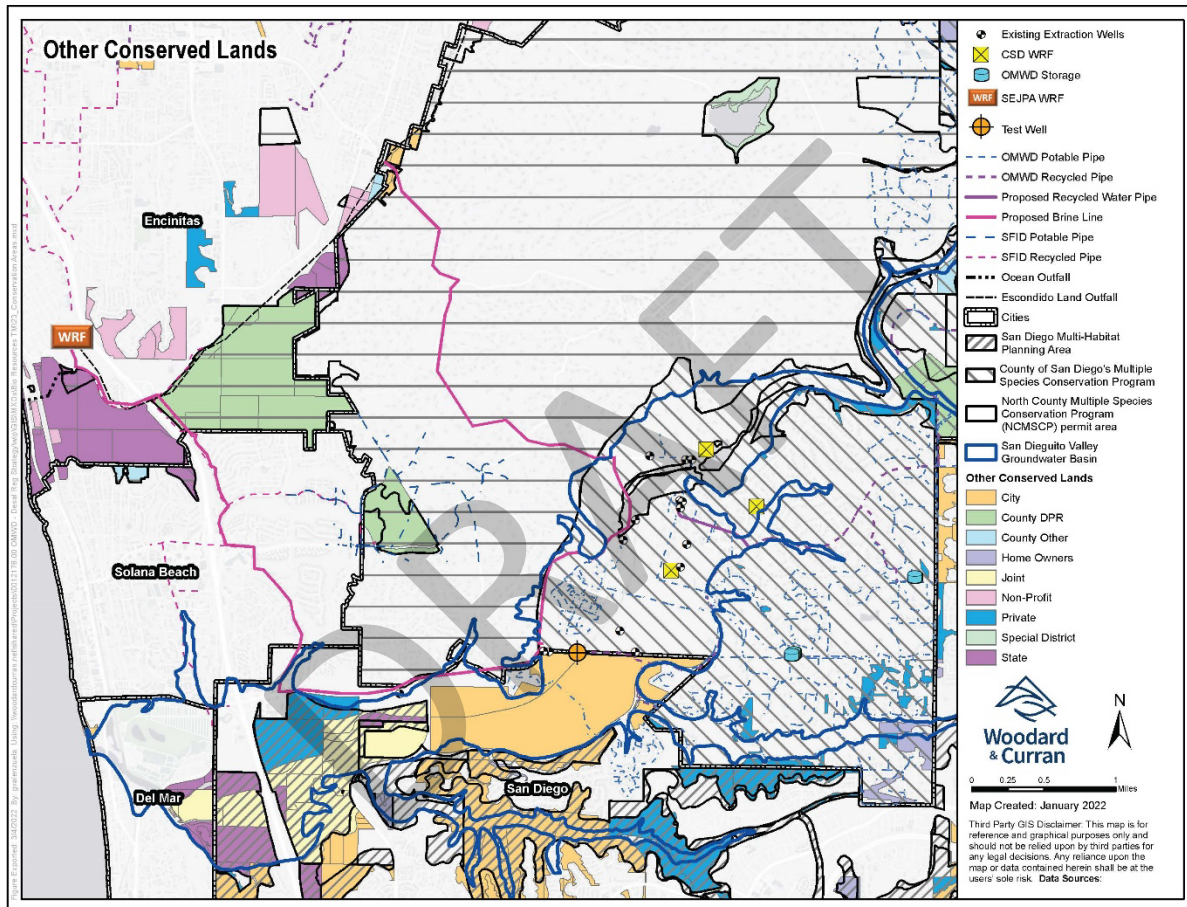 Other Conserved Lands
Encinitas
WRF
Solana Beach
Del Mar
San Diego
DRAFT
Existing Extraction Wells
CSD WRF
OMWD Storage
WRF SEJPA WRF
Test Well
OMWD Potable Pipe
OMWD Recycled Pipe
Proposed Recycled Water Pipe
Proposed Brine Line
SFID Potable Pipe
SFID Recycled Pipe
Ocean Outfall
Escondido Land Outfall
Cities
San Diego Multi-Habitat
Planning Area
County of San Diego's Multiple
Species Conservation Program
North County Multiple Species
Conservation Program
(NCMSCP) permit area
San Dieguito Valley
Groundwater Basin
Other Conserved Lands
City
County DPR
County Other
Home Owners
Joint
Non-Profit
Private
Special District
State
Woodard
& Curran
N
0 0.25 0.5 1
Miles
Map Created: January 2022
Third Party GIS Disclaimer: This map is for
reference and graphical purposes only and
should not be relied upon by third parties for
any legal decisions. Any reliance upon the
map or data contained herein shall be at the
users' sole risk. Data Sources: